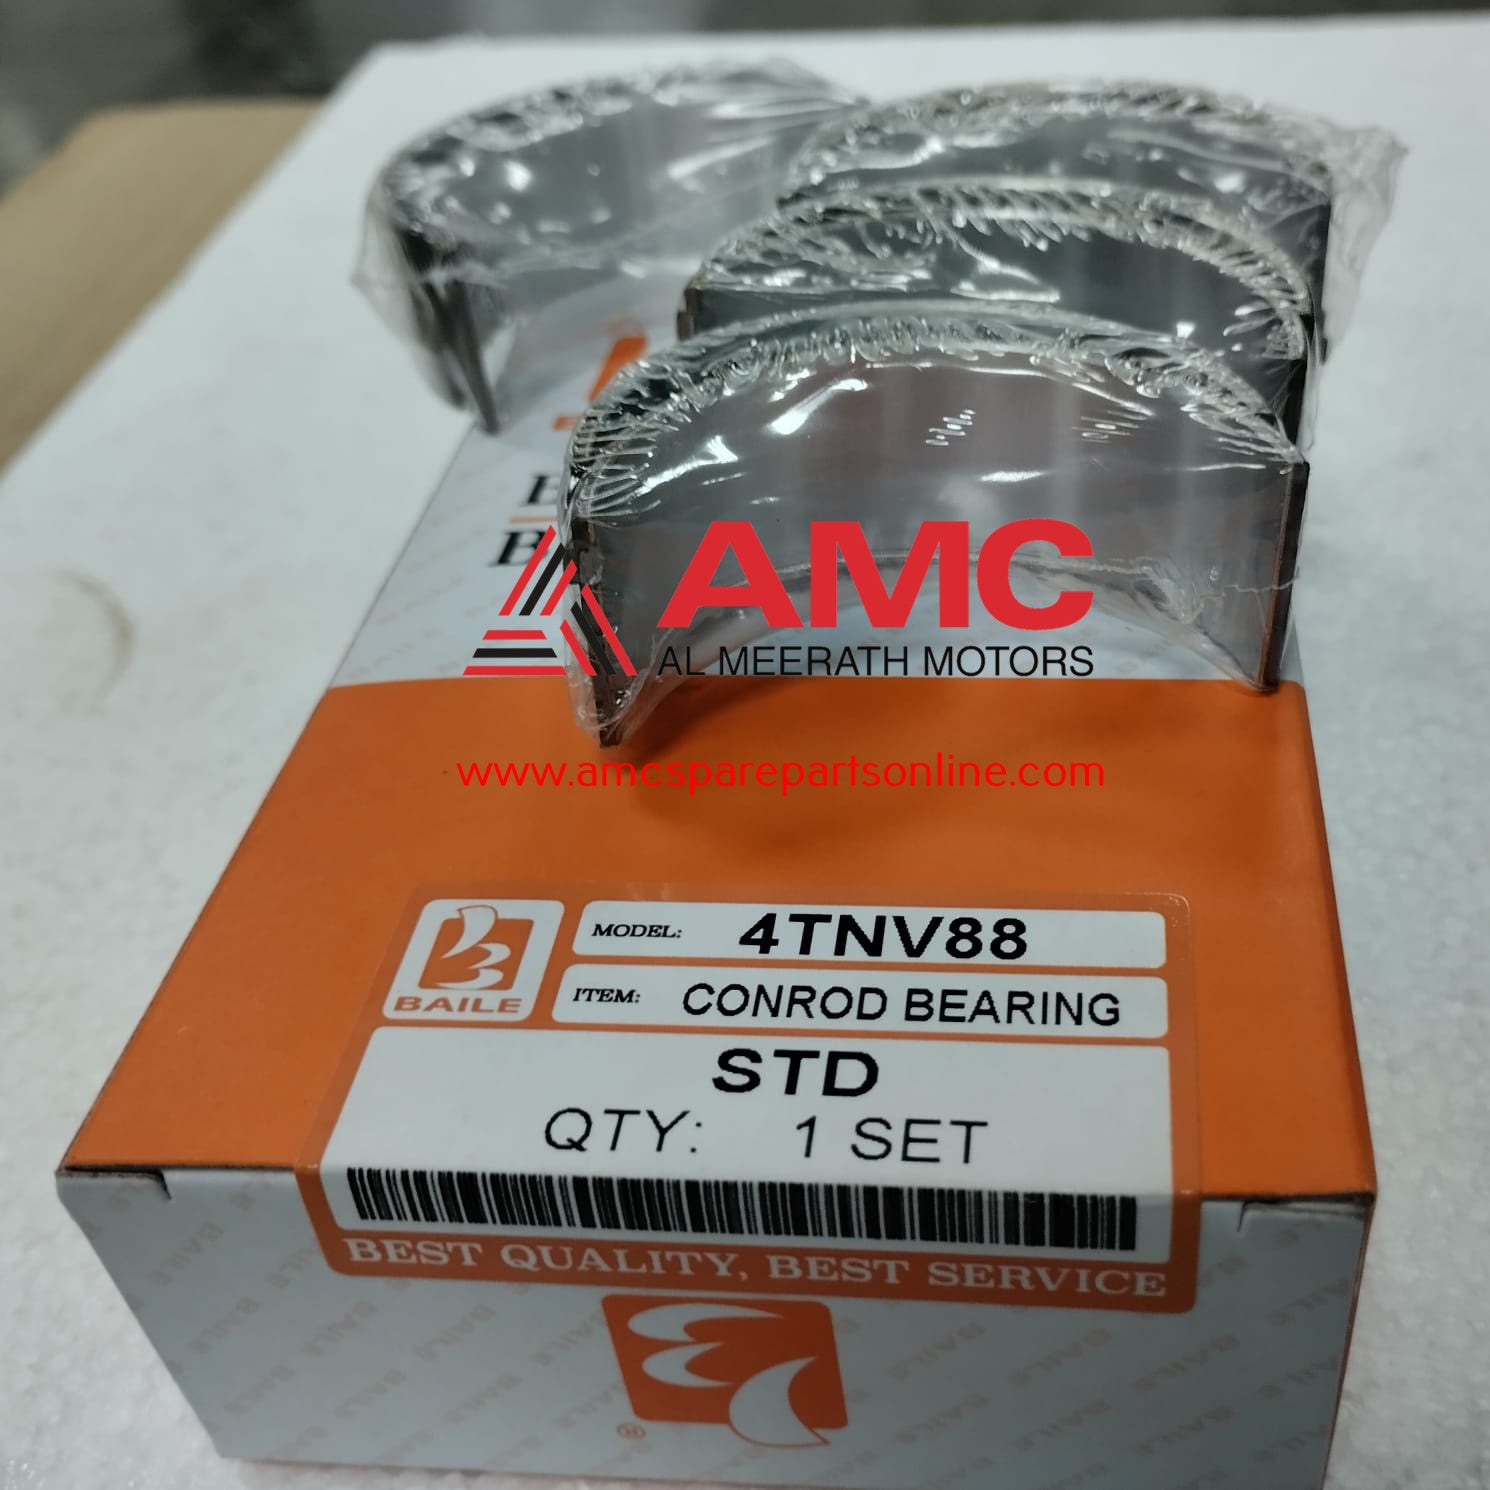 AMC
AL MEERATH MOTORS
www.amcsparepartsonline.com
BAILE
MODEL: 4TNV88
ITEM: CONROD BEARING
STD
QTY: 1 SET
BEST QUALITY, BEST SERVICE
®